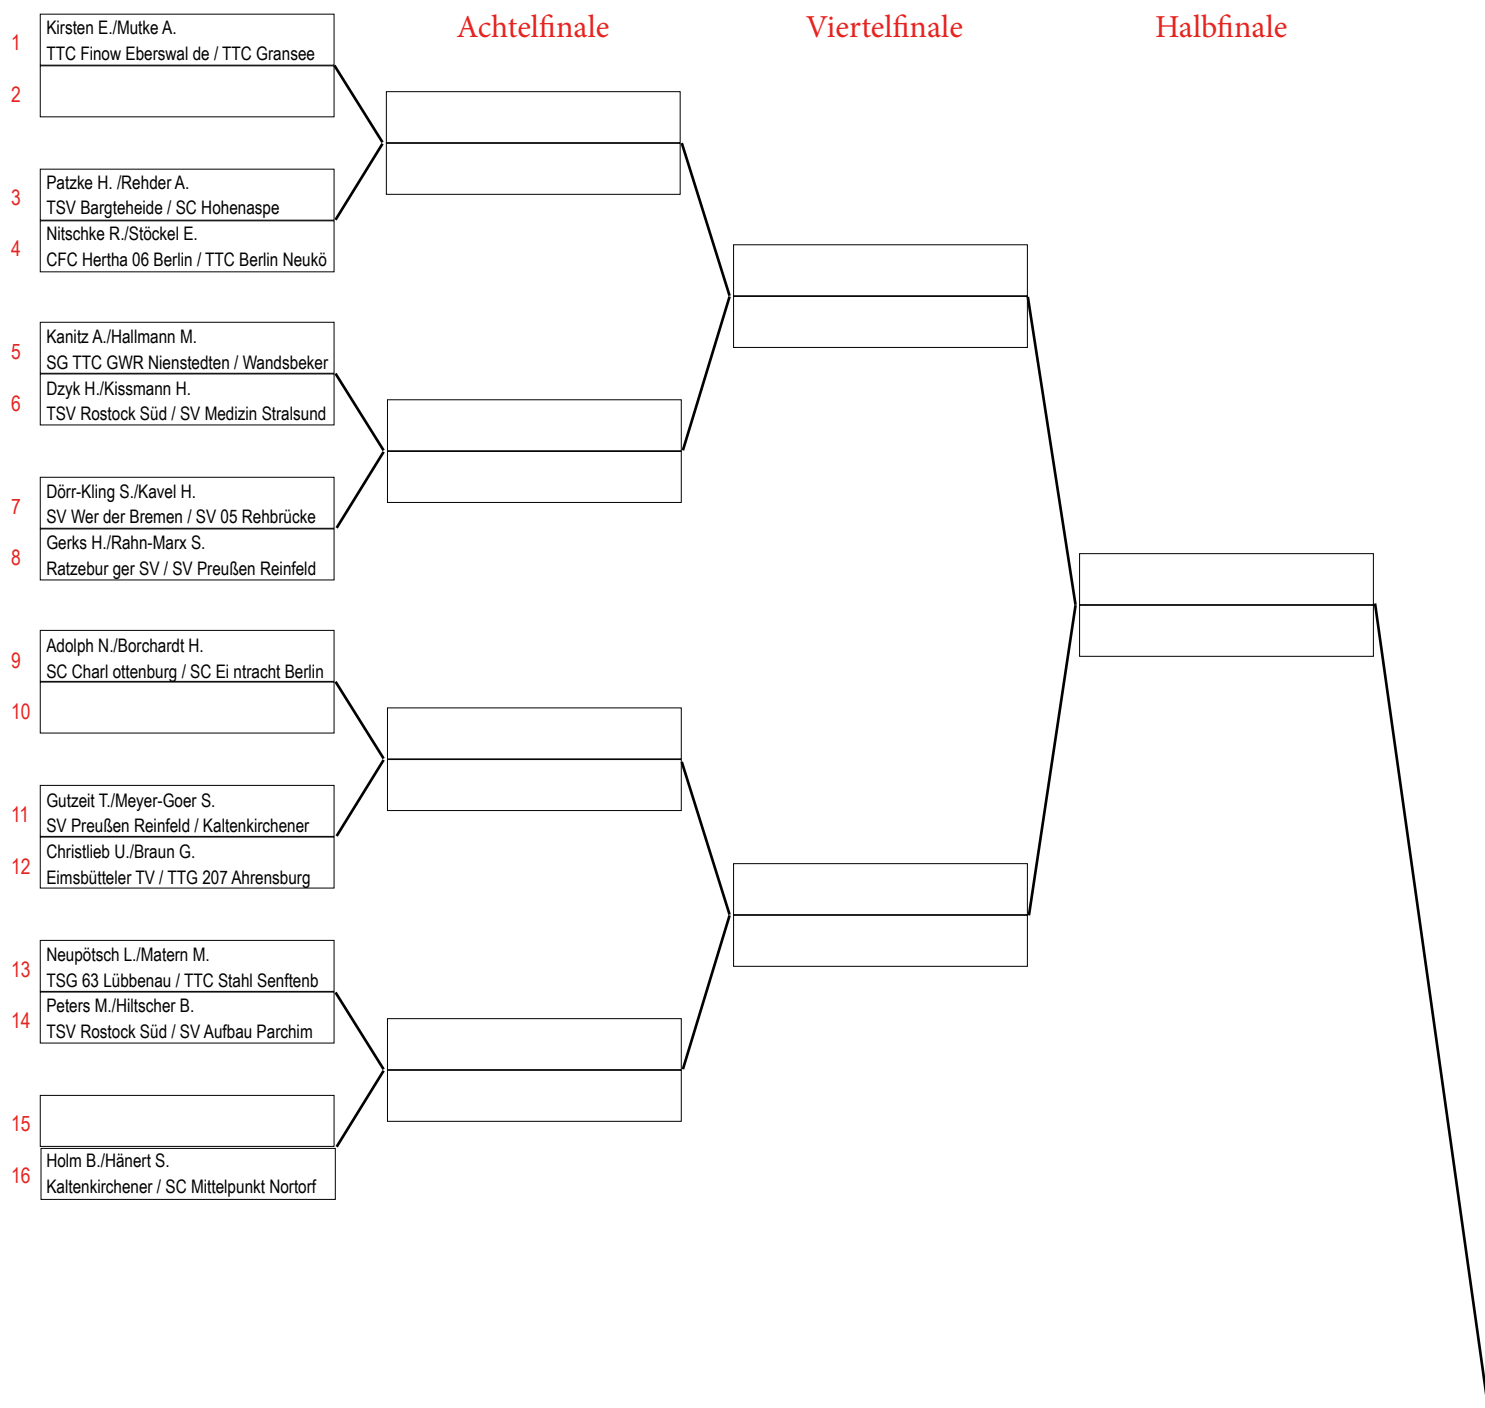 Achtelfinale
Viertelfinale
Halbfinale
1
Kirsten E./Mutke A.
TTC Finow Eberswal de / TTC Gransee
2
3
Patzke H. /Rehder A.
TSV Bargteheide / SC Hohenaspe
4
Nitschke R./Stöckel E.
CFC Hertha 06 Berlin / TTC Berlin Neukö
5
Kanitz A./Hallmann M.
SG TTC GWR Nienstedten / Wandsbeker
6
Dzyk H./Kissmann H.
TSV Rostock Süd / SV Medizin Stralsund
7
Dörr-Kling S./Kavel H.
SV Wer der Bremen / SV 05 Rehbrücke
8
Gerks H./Rahn-Marx S.
Ratzebur ger SV / SV Preußen Reinfeld
9
Adolph N./Borchardt H.
SC Charl ottenburg / SC Ei ntracht Berlin
10
11
Gutzeit T./Meyer-Goer S.
SV Preußen Reinfeld / Kaltenkirchener
12
Christlieb U./Braun G.
Eimsbütteler TV / TTG 207 Ahrensburg
13
Neupötsch L./Matern M.
TSG 63 Lübbenau / TTC Stahl Senftenb
14
Peters M./Hiltscher B.
TSV Rostock Süd / SV Aufbau Parchim
15
16
Holm B./Hänert S.
Kaltenkirchener / SC Mittelpunkt Nortorf